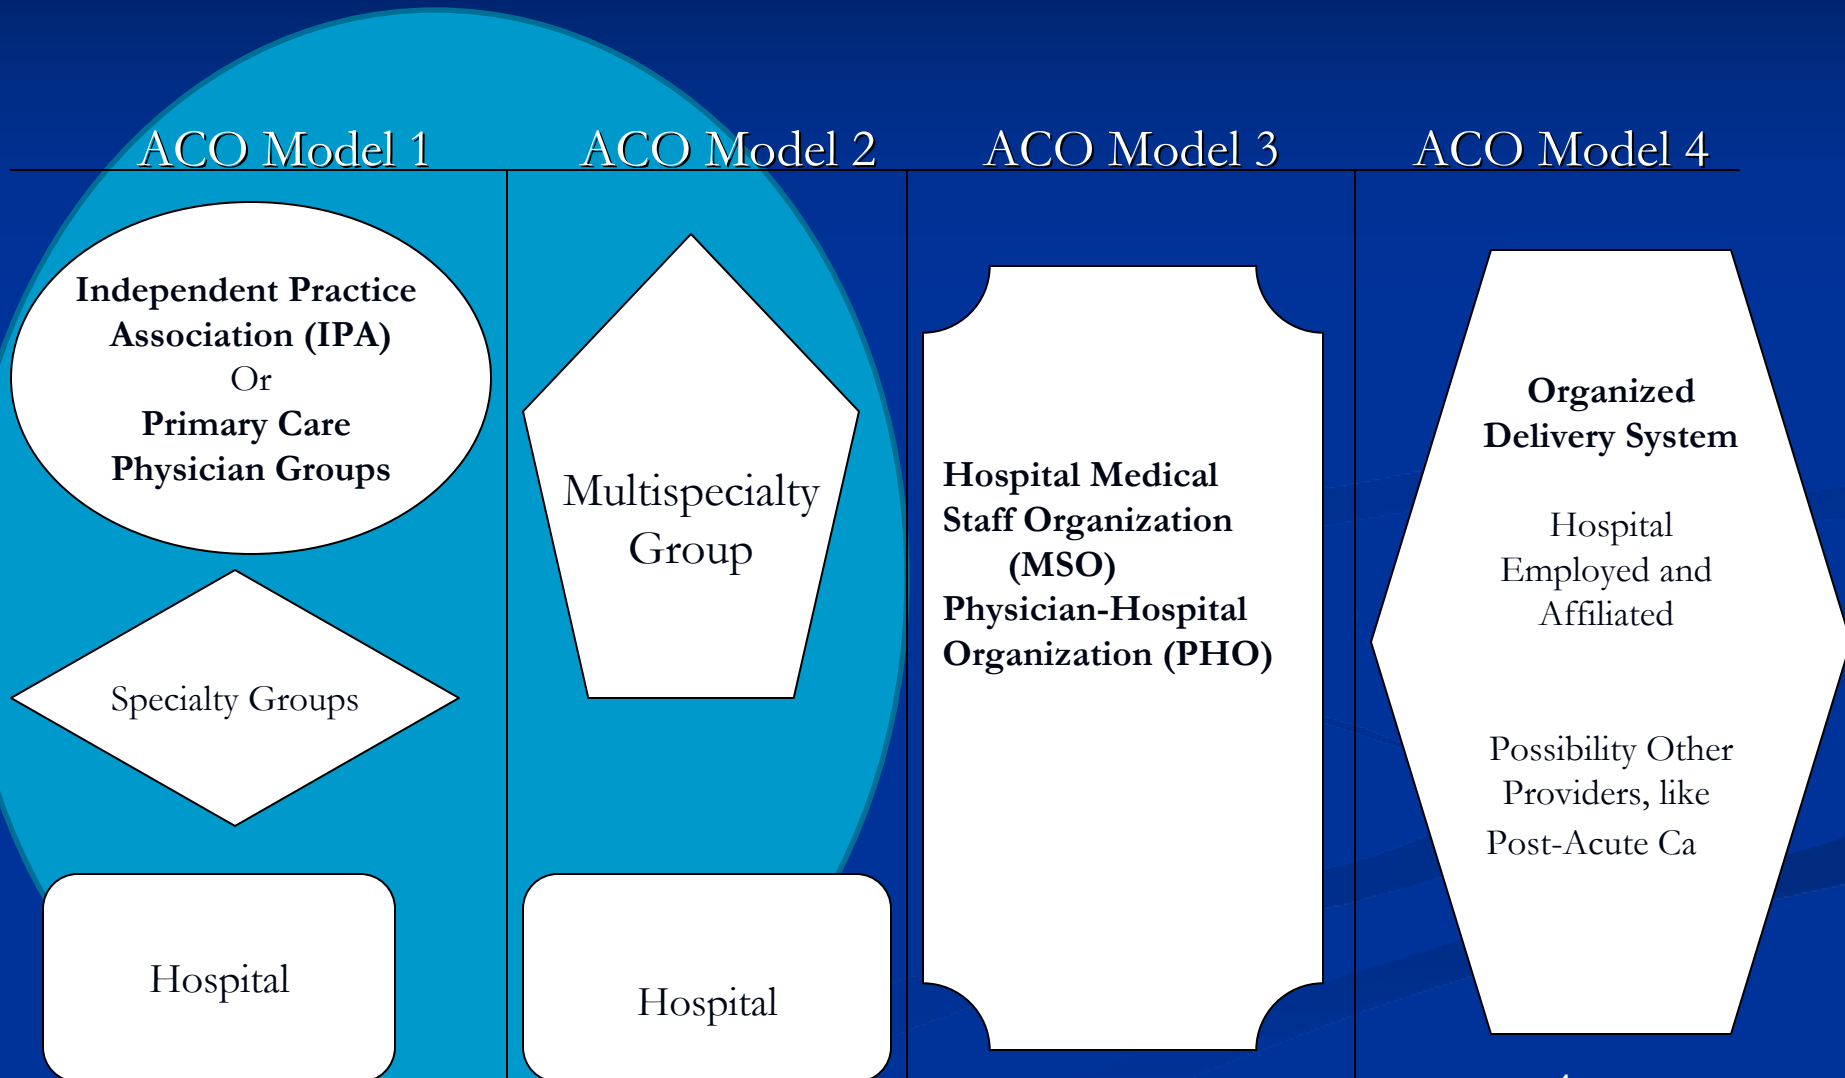 ACO Model 1
ACO Model 2
ACO Model 3
ACO Model 4
Independent Practice
Association (IPA)
Or
Primary Care
Physician Groups
Specialty Groups
Hospital
Multispecialty
Group
Hospital
Hospital Medical
Staff Organization
(MSO)
Physician-Hospital
Organization (PHO)
Organized
Delivery System
Hospital
Employed and
Affiliated
Possibility Other
Providers, like
Post-Acute Ca